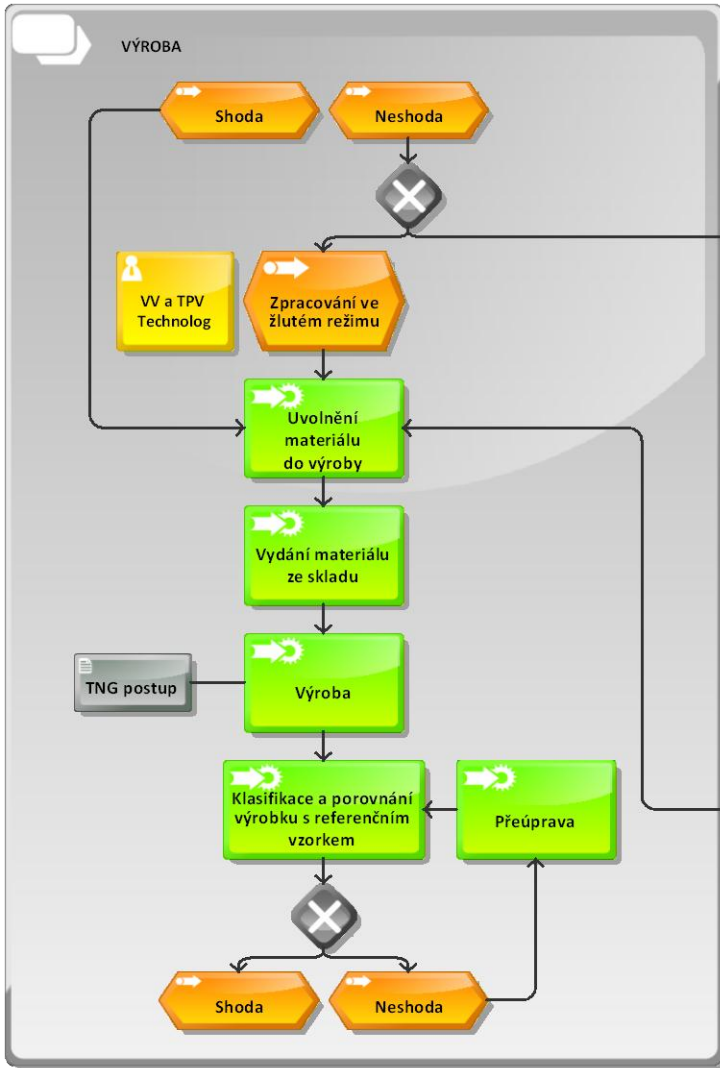 VÝROBA
Shoda
Neshoda
VV a TPV
Technolog
Zpracování ve
žlutém režimu
Uvolnění
materiálu
do výroby
Vydání materiálu
ze skladu
TNG postup
Výroba
Klasifikace a porovnání
výrobku s referenčním
vzorkem
Přeúprava
Shoda
Neshoda